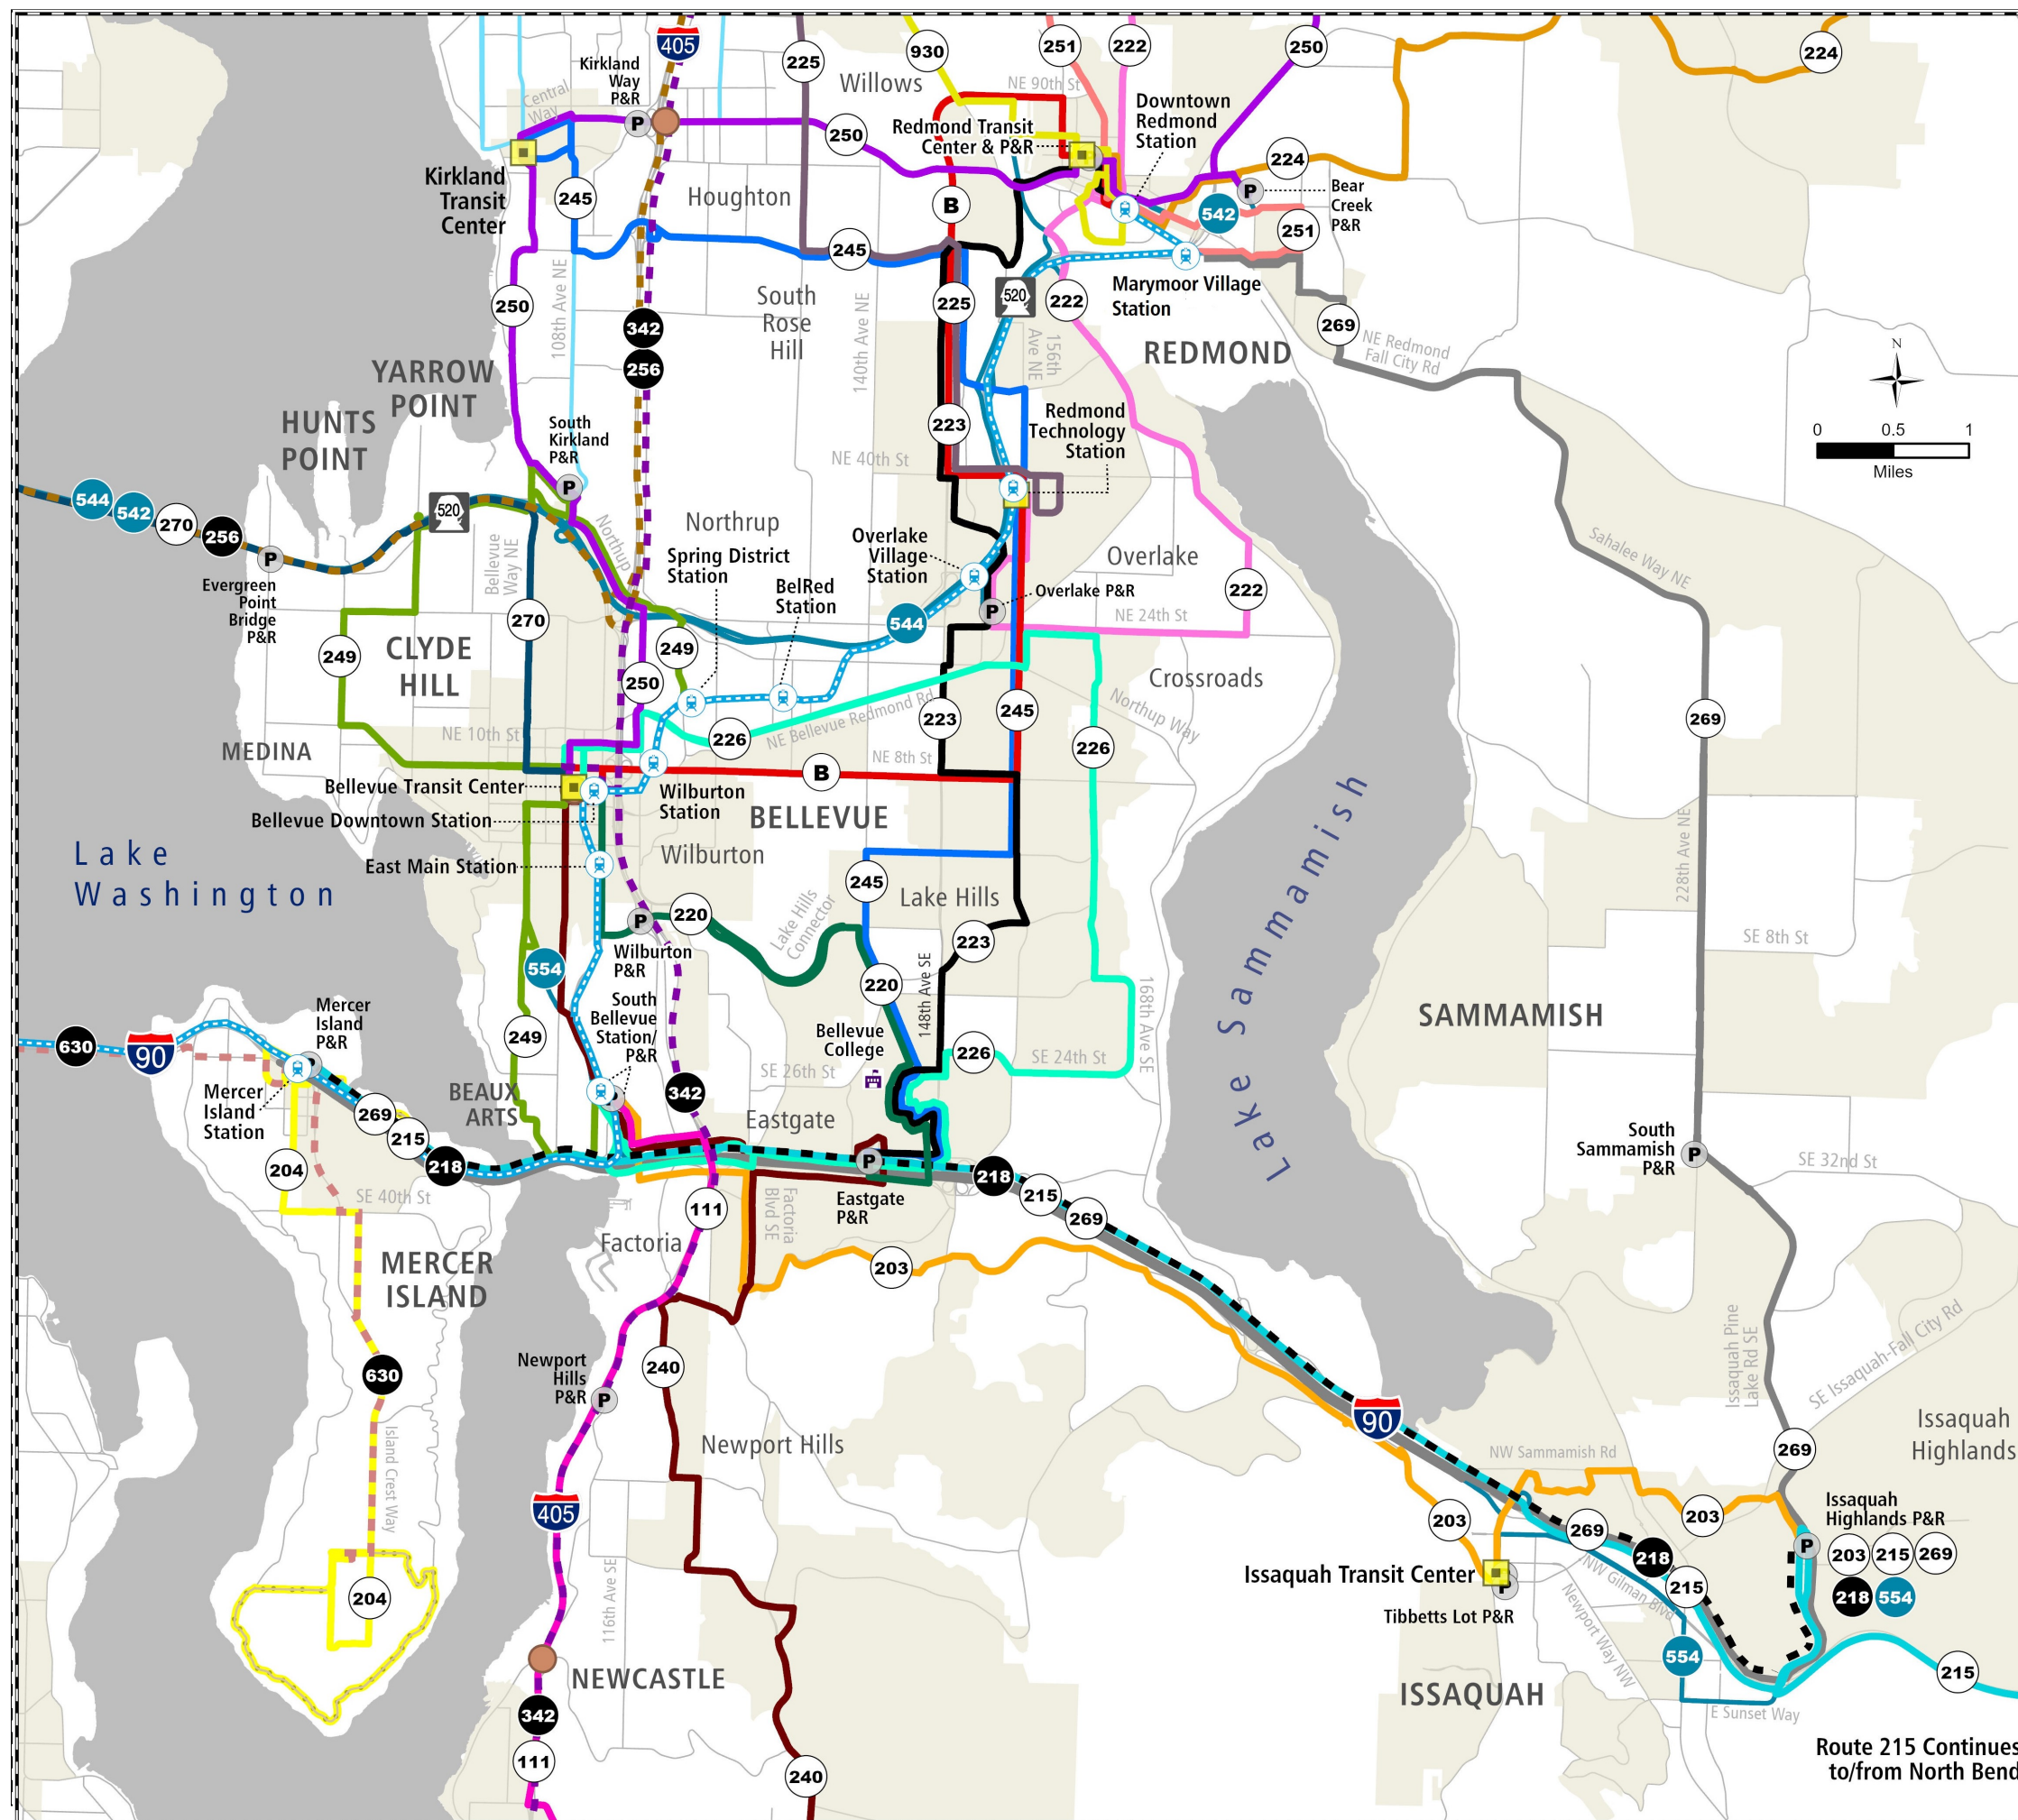 405
Kirkland
Way
P&R
225
Willows
930
251
222
250
224
NE 90th St
Central
Way
Downtown
Redmond
Station
Redmond Transit
Center & P&R
250
224
Kirkland
Transit
Center
245
Houghton
B
Bear
Creek
P&R
542
251
245
250
108th Ave NE
South
Rose
Hill
140th Ave NE
225
520
222
156th
Ave NE
Marymoor Village
Station
269
NE Redmond
Fall City Rd
REDMOND
N
0 0.5 1
Miles
342
256
YARROW
POINT
HUNTS
POINT
South
Kirkland
P&R
223
NE 40th St
Redmond
Technology
Station
544
542
270
256
520
Evergreen
Point
Bridge
P&R
Bellevue
Way NE
Northup
Northrup
Spring District
Station
BelRed
Station
Overlake
Village
Station
Overlake
Overlake P&R
544
NE 24th St
222
Sahalee Way NE
249
CLYDE
HILL
270
249
250
Crossroads
Northup Way
NE Bellevue Redmond Rd
226
223
245
226
269
228th Ave NE
MEDINA
NE 10th St
NE 8th St
B
Bellevue Transit Center
Bellevue Downtown Station
Wilburton
Station
BELLEVUE
East Main Station
Wilburton
Lake
Washington
245
Lake Hills
Lake Hills
Connector
220
Wilburton
P&R
223
220
148th Ave SE
554
South
Bellevue
Station/
P&R
Bellevue
College
226
SE 24th St
168th Ave SE
Lake Sammamish
SE 8th St
SAMMAMISH
630
90
Mercer
Island
P&R
Mercer
Island
Station
249
BEAUX
ARTS
SE 26th St
342
Eastgate
269
215
218
204
SE 40th St
Eastgate
P&R
218
215
269
South
Sammamish
P&R
SE 32nd St
111
Factoria
Factoria
Blvd SE
203
MERCER
ISLAND
630
Island Crest Way
204
Newport
Hills
P&R
240
Newport Hills
405
116th Ave SE
NEWCASTLE
342
111
240
90
Issaquah Pine
Lake Rd SE
SE Issaquah-Fall City Rd
Issaquah
Highlands
269
NW Sammamish Rd
203
269
203
Issaquah
Highlands P&R
203 215 269
218 554
218
215
Issaquah Transit Center
Tibbetts Lot P&R
NW Gilman Blvd
Newport Way NW
554
ISSAQUAH
E Sunset Way
215
Route 215 Continues
to/from North Bend